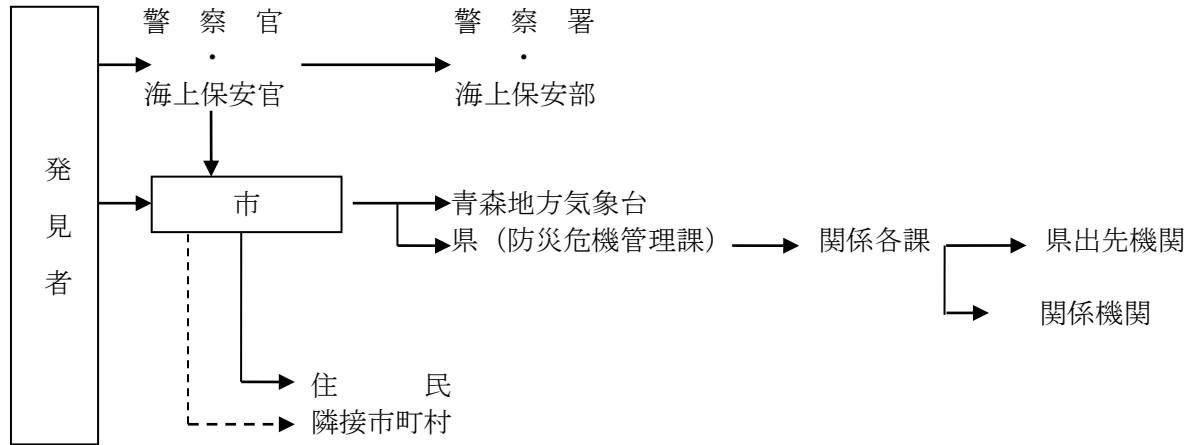 発見者
警察官
・
海上保安官
警察署
・
海上保安部
市
青森地方気象台
県（防災危機管理課）
関係各課
県出先機関
関係機関
住民
隣接市町村